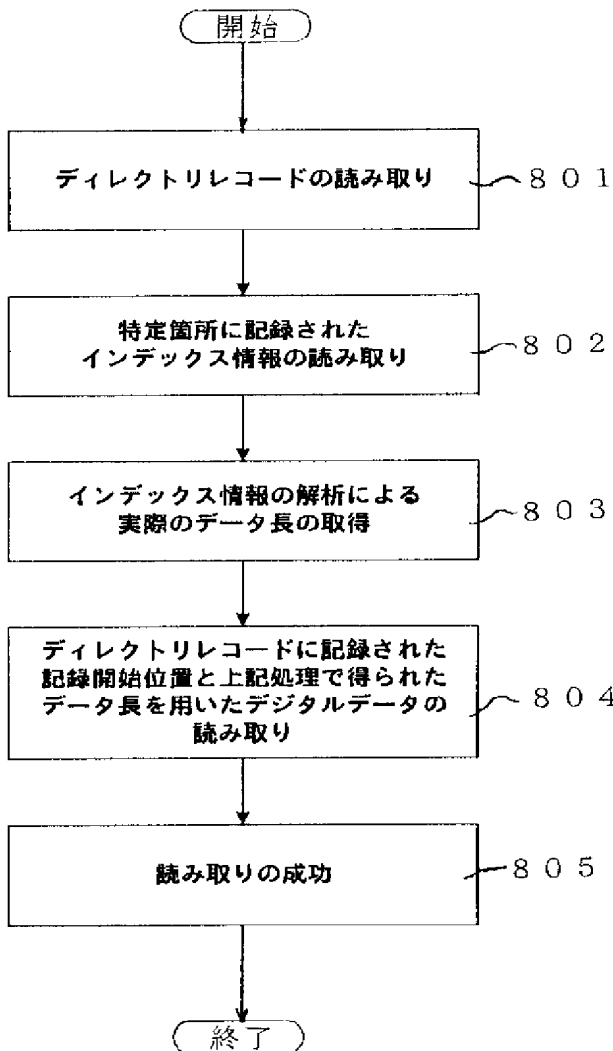 開始
ディレクトリレコードの読み取り
801
特定箇所に記録された
インデックス情報の読み取り
802
インデックス情報の解析による
実際のデータ長の取得
803
ディレクトリレコードに記録された
記録開始位置と上記処理で得られた
データ長を用いたデジタルデータの
読み取り
804
読み取りの成功
805
終了